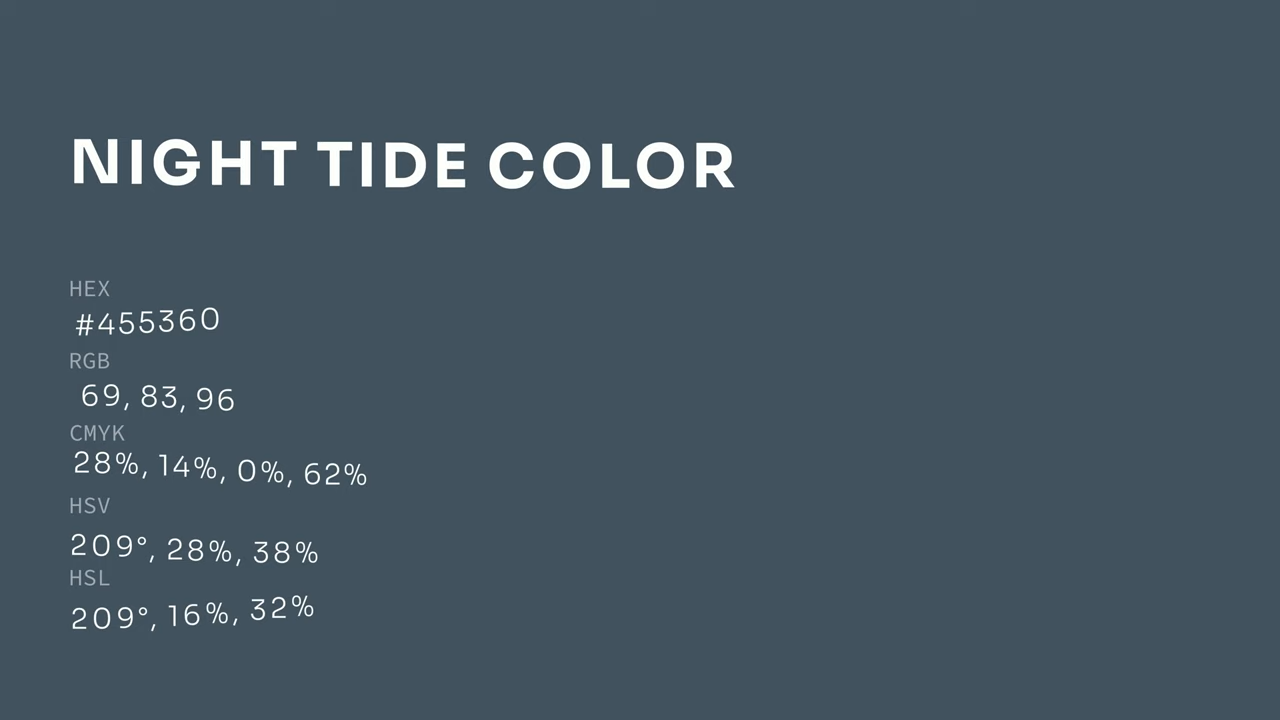 NIGHT TIDE COLOR
HEX
#455360
RGB
69, 83, 96
CMYK
28%, 14%, 0%, 62%
HSV
209°, 28%, 38%
HSL
209°, 16%, 32%